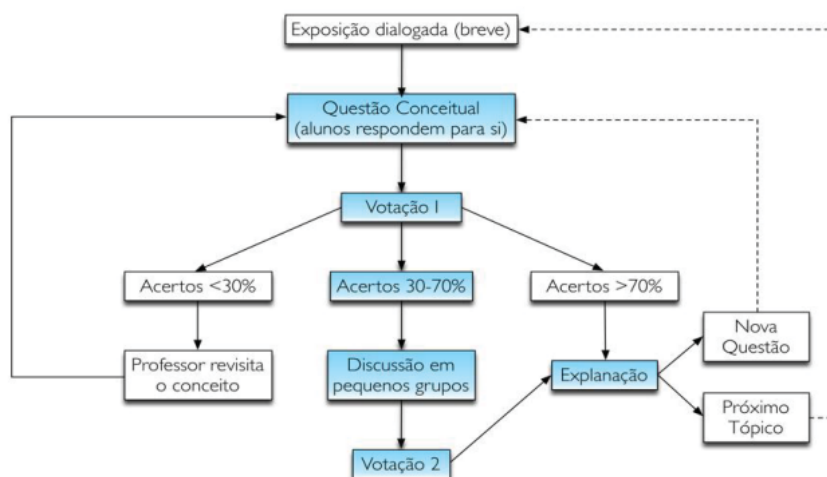 Exposição dialogada (breve)
Questão Conceitual
(alunos respondem para si)
Votação 1
Acertos <30%
Acertos 30-70%
Acertos >70%
Professor revisita
o conceito
Discussão em
pequenos grupos
Explanação
Nova
Questão
Próximo
Tópico
Votação 2